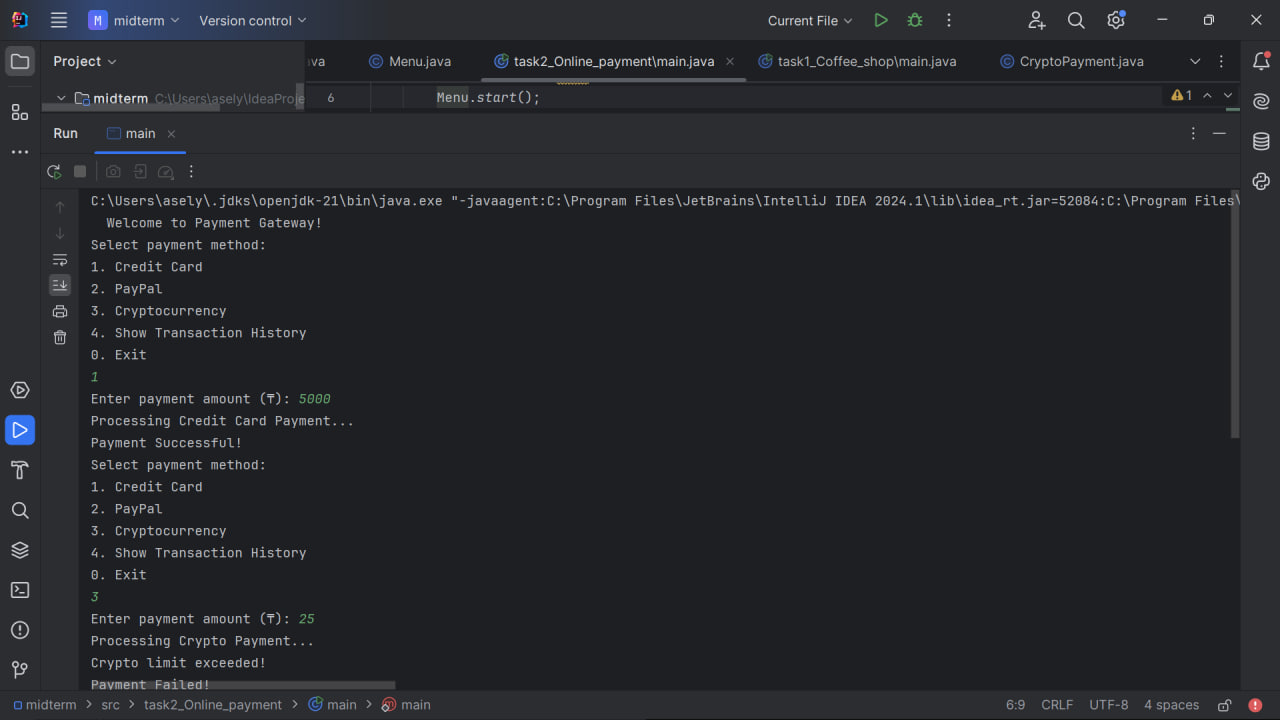 M midterm Version control Current File
Project
va Menu.java task2_Online_payment\main.java task1_Coffee_shop\main.java CryptoPayment.java
midterm C:\Users\asely\IdeaProje 6 Menu.start(); 1
Run main
C:\Users\asely\.jdks\openjdk-21\bin\java.exe "-javaagent:C:\Program Files\JetBrains\IntelliJ IDEA 2024.1\lib\idea_rt.jar=52084:C:\Program Files\
Welcome to Payment Gateway!
Select payment method:
1. Credit Card
2. PayPal
3. Cryptocurrency
4. Show Transaction History
0. Exit
1
Enter payment amount (₸): 5000
Processing Credit Card Payment...
Payment Successful!
Select payment method:
1. Credit Card
2. PayPal
3. Cryptocurrency
4. Show Transaction History
0. Exit
3
Enter payment amount (₸): 25
Processing Crypto Payment...
Crypto limit exceeded!
Payment Failed!
midterm > src > task2_Online_payment > main > main 6:9 CRLF UTF-8 4 spaces